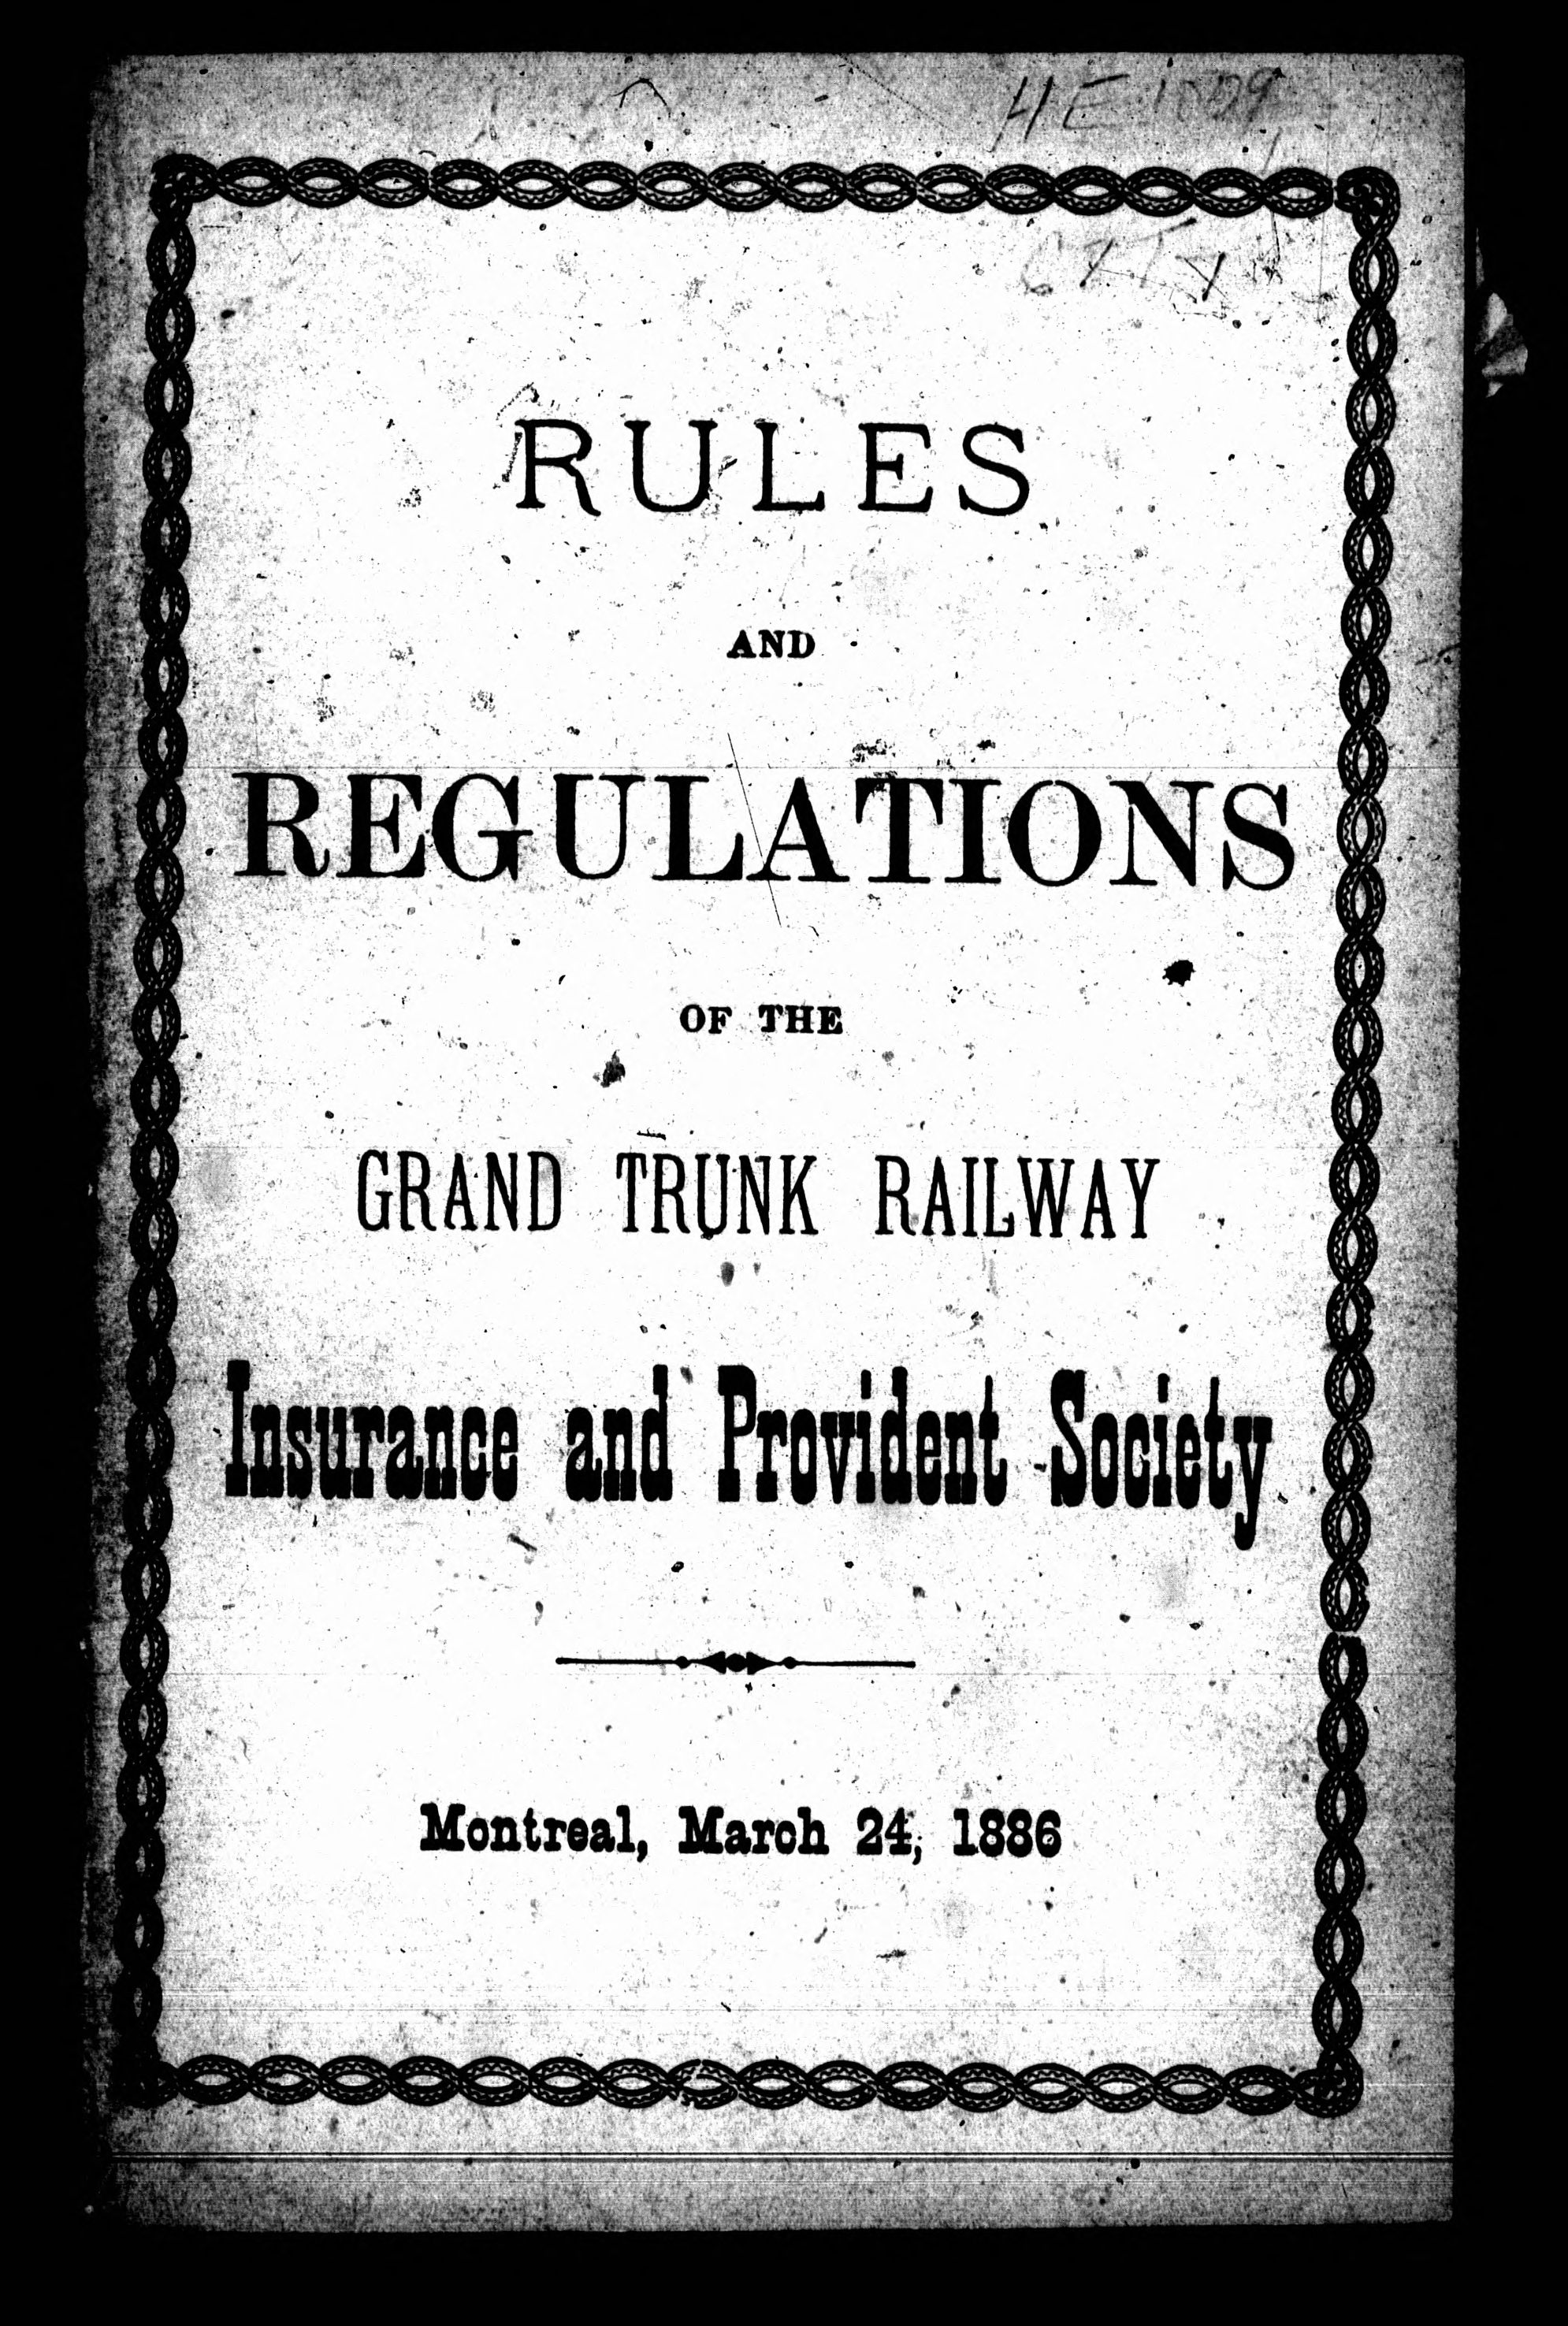 RULES
AND
REGULATIONS
OF THE
GRAND TRUNK RAILWAY
Insurance and Provident Society
Montreal, March 24, 1886